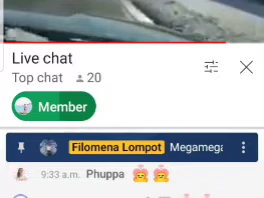 Live chat
Top chat 20
Member
Filomena Lompot Megamega
9:33 a.m. Phuppa